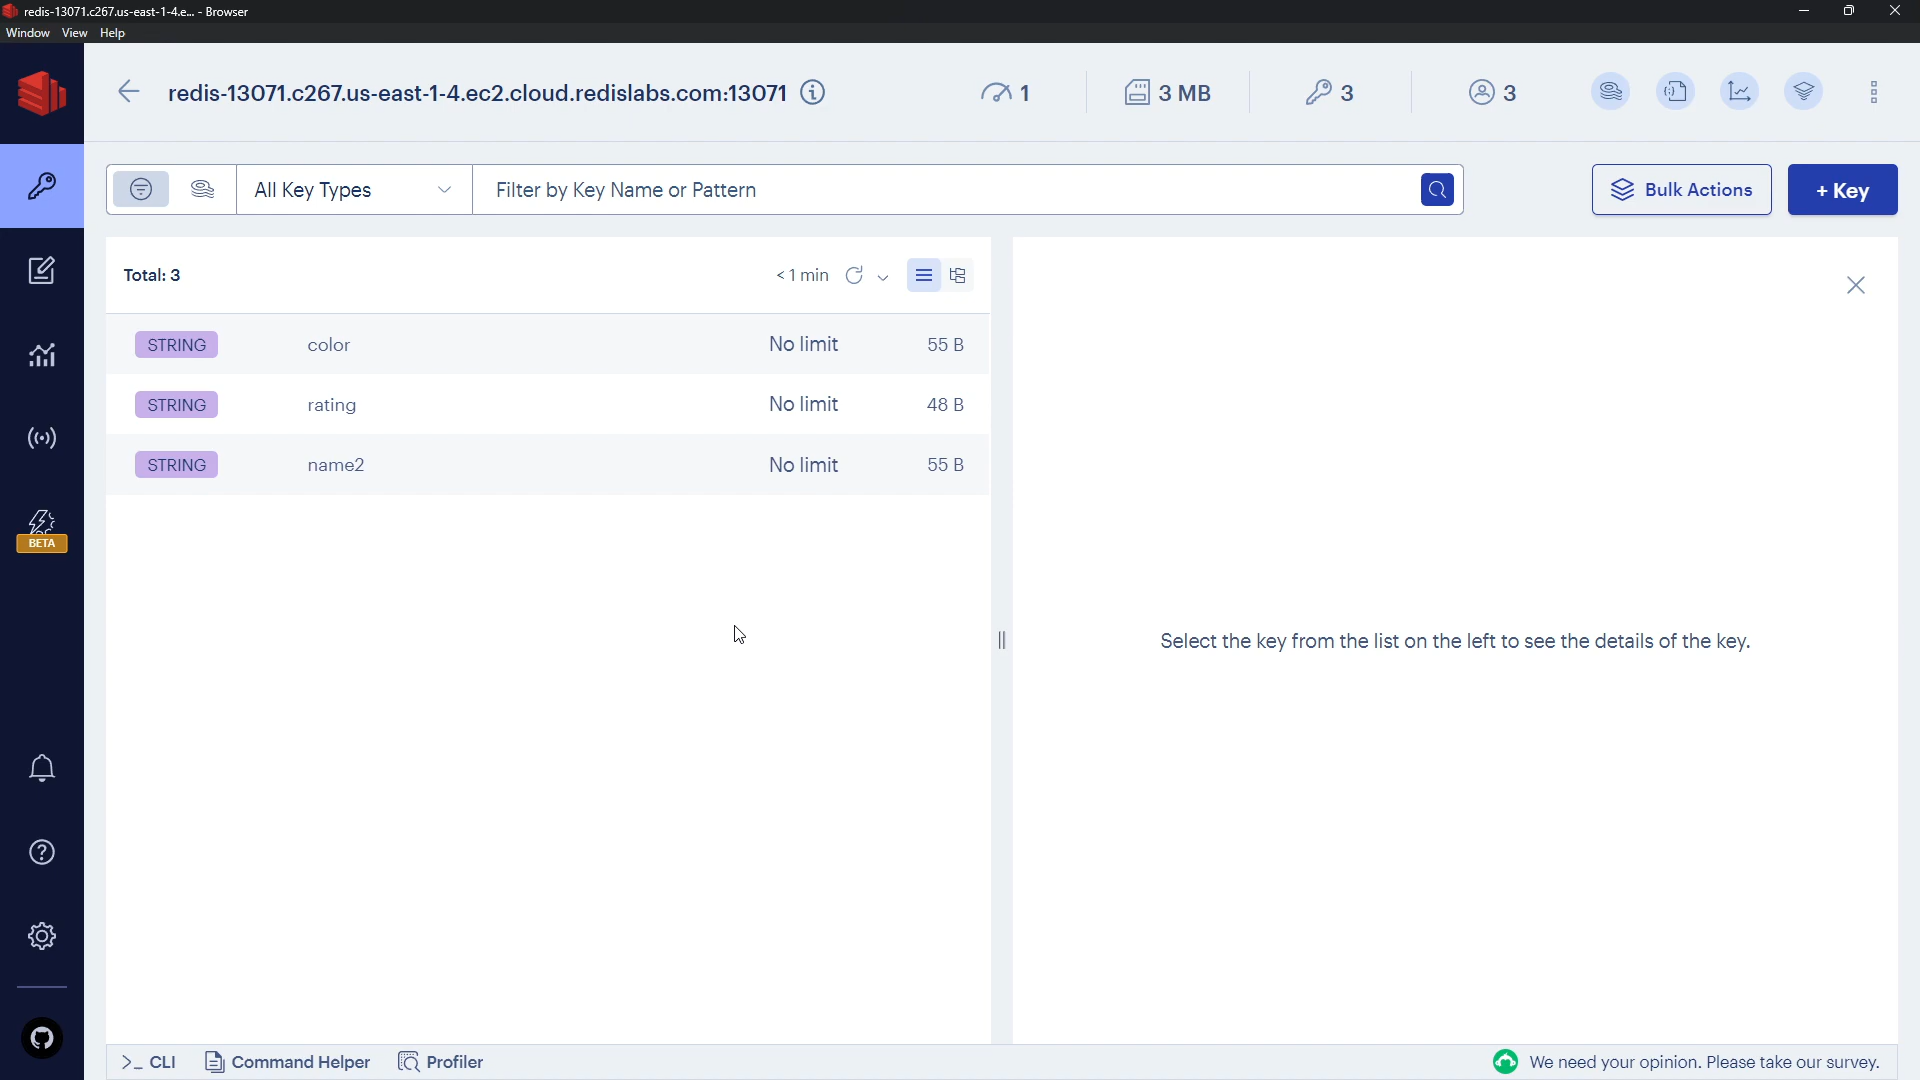 redis-13071.c267.us-east-1-4.e... - Browser
Window View Help
redis-13071.c267.us-east-1-4.ec2.cloud.redislabs.com:13071 1 3 MB 3 3
All Key Types Filter by Key Name or Pattern Bulk Actions + Key
Total: 3 < 1 min
STRING color No limit 55 B
STRING rating No limit 48 B
STRING name2 No limit 55 B
BETA
Select the key from the list on the left to see the details of the key.
>_ CLI Command Helper Profiler We need your opinion. Please take our survey.